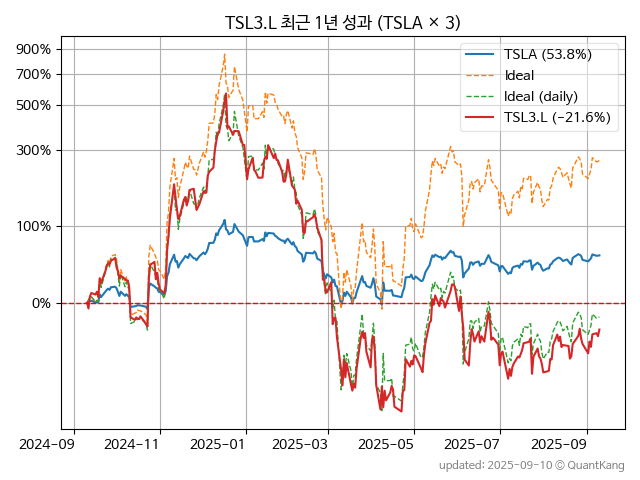 TSL3.L 최근 1년 성과 (TSLA × 3)
900%
700%
500%
300%
100%
0%
TSLA (53.8%)
Ideal
Ideal (daily)
TSL3.L (−21.6%)
2024-09
2024-11
2025-01
2025-03
2025-05
2025-07
2025-09
updated: 2025-09-10 ⓒ QuantKang